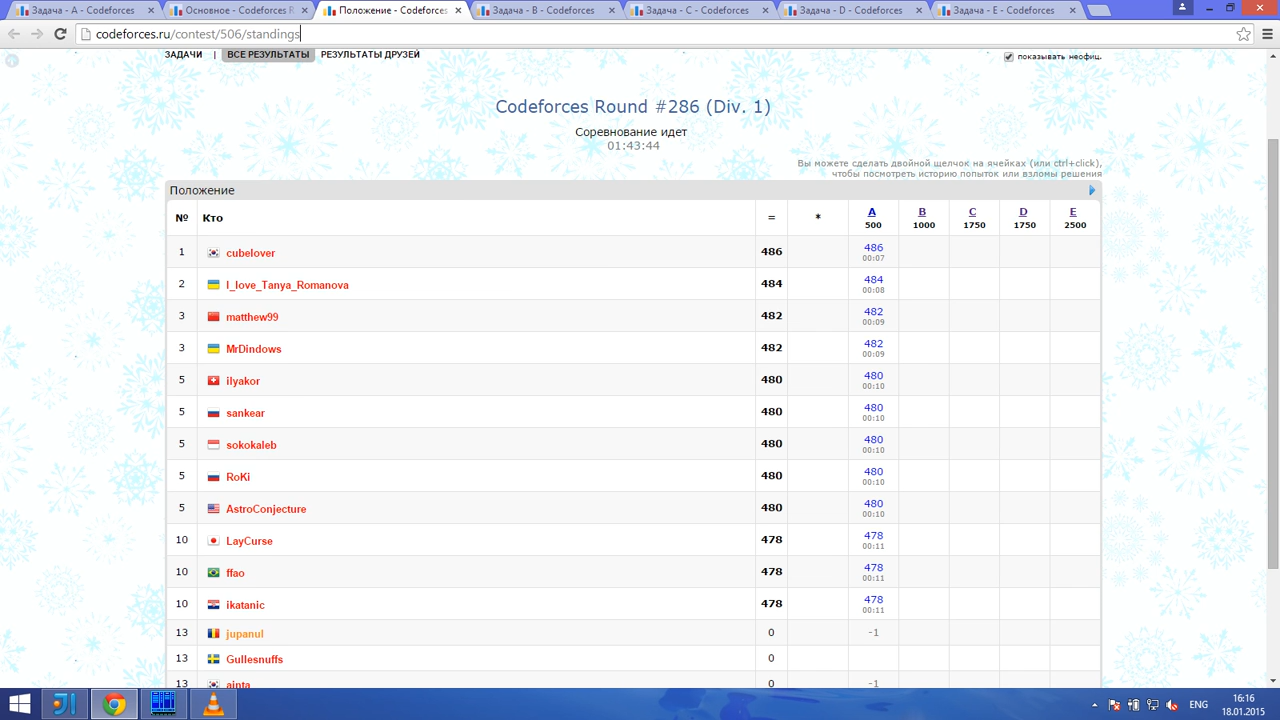 Задача - A - Codeforces
Основное - Codeforces R
Положение - Codeforces
Задача - B - Codeforces
Задача - C - Codeforces
Задача - D - Codeforces
Задача - E - Codeforces
codeforces.ru/contest/506/standings
ЗАДАЧИ | ВСЕ РЕЗУЛЬТАТЫ РЕЗУЛЬТАТЫ ДРУЗЕЙ
показывать неофиц.
Codeforces Round #286 (Div. 1)
Соревнование идет
01:43:44
Вы можете сделать двойной щелчок на ячейках (или ctrl+click),
чтобы посмотреть историю попыток или взломы решения
Положение
№ Кто = * A B C D E
500 1000 1750 1750 2500
1 cubelover 486 486
00:07
2 I_love_Tanya_Romanova 484 484
00:08
3 matthew99 482 482
00:09
3 MrDindows 482 482
00:09
5 ilyakor 480 480
00:10
5 sankear 480 480
00:10
5 sokokaleb 480 480
00:10
5 RoKi 480 480
00:10
5 AstroConjecture 480 480
00:10
10 LayCurse 478 478
00:11
10 ffao 478 478
00:11
10 ikatanic 478 478
00:11
13 jupanul 0 -1
13 Gullesnuffs 0
13 ainta 0 -1
ENG 16:16
18.01.2015